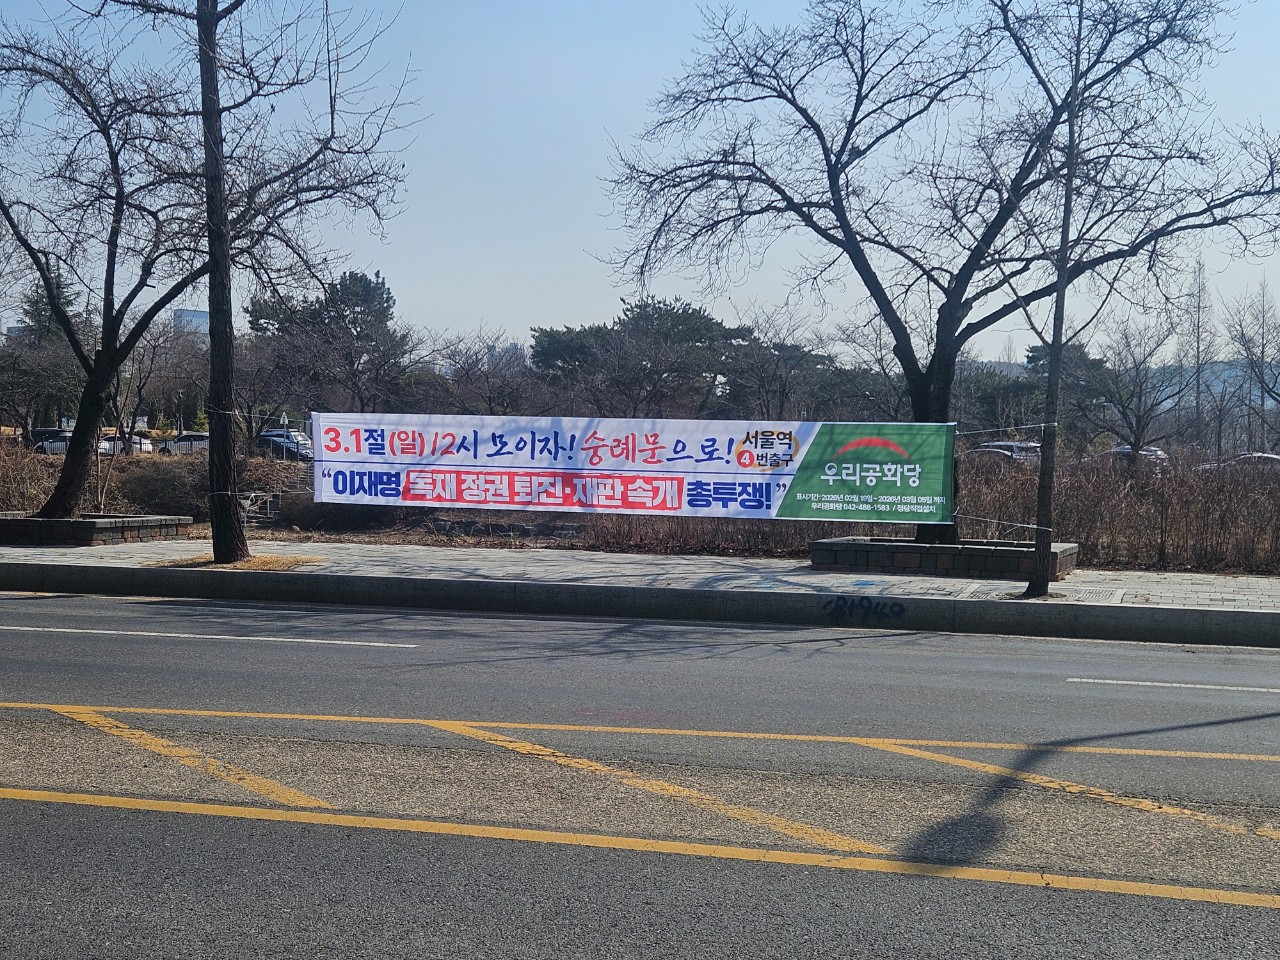 3.1절(일) 12시 모이자! 숭례문으로! 서울역
4번출구
"이재명 독재 정권 퇴진·재판 속개 총투쟁!"
우리공화당
표시기간:2026년 02월 19일~2026년 03월 05일 까지
우리공화당 042-488-1583 / 정당직접설치